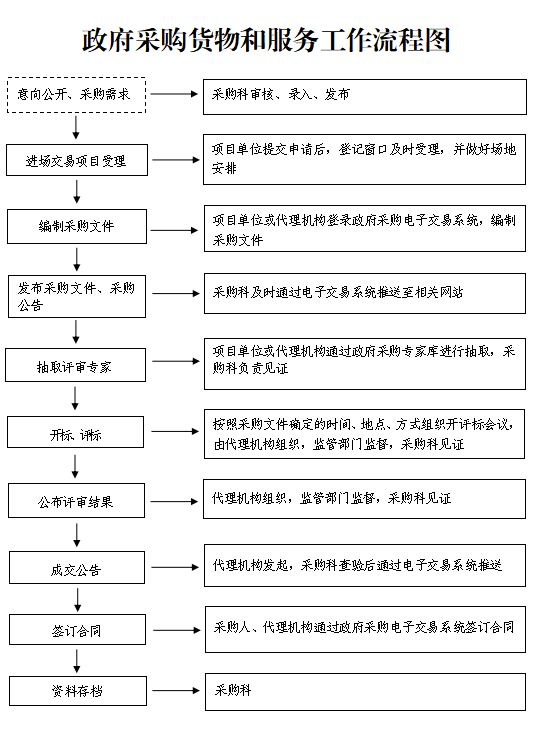 政府采购货物和服务工作流程图
意向公开、采购需求
采购科审核、录入、发布
进场交易项目受理
项目单位提交申请后，登记窗口及时受理，并做好场地
安排
编制采购文件
项目单位或代理机构登录政府采购电子交易系统，编制
采购文件
发布采购文件、采购
公告
采购科及时通过电子交易系统推送至相关网站
抽取评审专家
项目单位或代理机构通过政府采购专家库进行抽取，采
购科负责见证
开标、评标
按照采购文件确定的时间、地点、方式组织开评标会议，
由代理机构组织，监管部门监督，采购科见证
公布评审结果
代理机构组织，监管部门监督，采购科见证
成交公告
代理机构发起，采购科查验后通过电子交易系统推送
签订合同
采购人、代理机构通过政府采购电子交易系统签订合同
资料存档
采购科